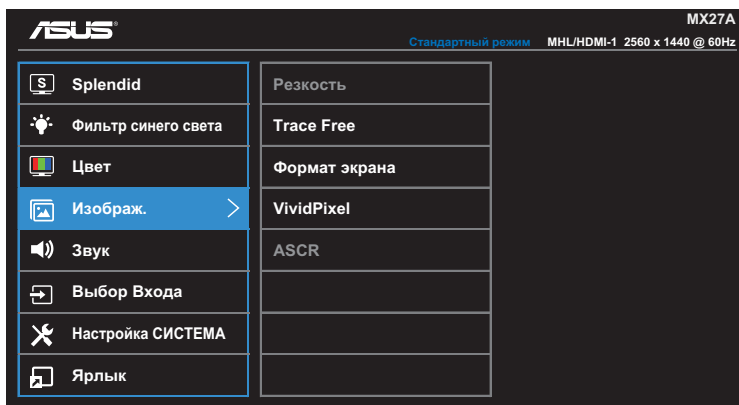 ASUS®
MX27A
Стандартный режим MHL/HDMI-1 2560 x 1440 @ 60Hz
S Splendid
Фильтр синего света
Цвет
Изображ.
Звук
Выбор Входа
Настройка СИСТЕМА
Ярлык
Резкость
Trace Free
Формат экрана
VividPixel
ASCR